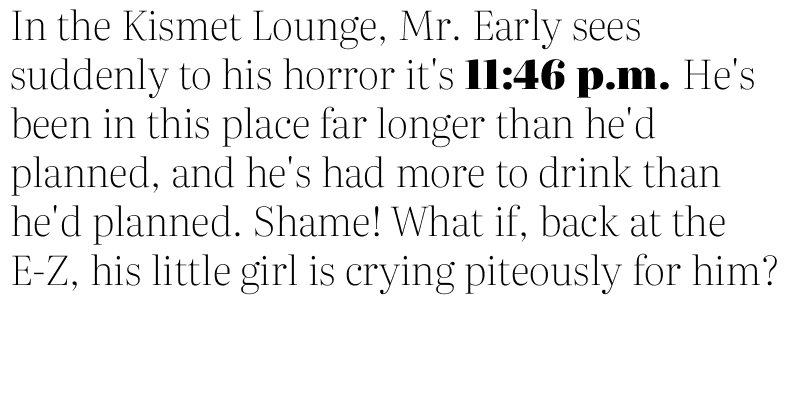 In the Kismet Lounge, Mr. Early sees
suddenly to his horror it's 11:46 p.m. He's
been in this place far longer than he'd
planned, and he's had more to drink than
he'd planned. Shame! What if, back at the
E-Z, his little girl is crying piteously for him?